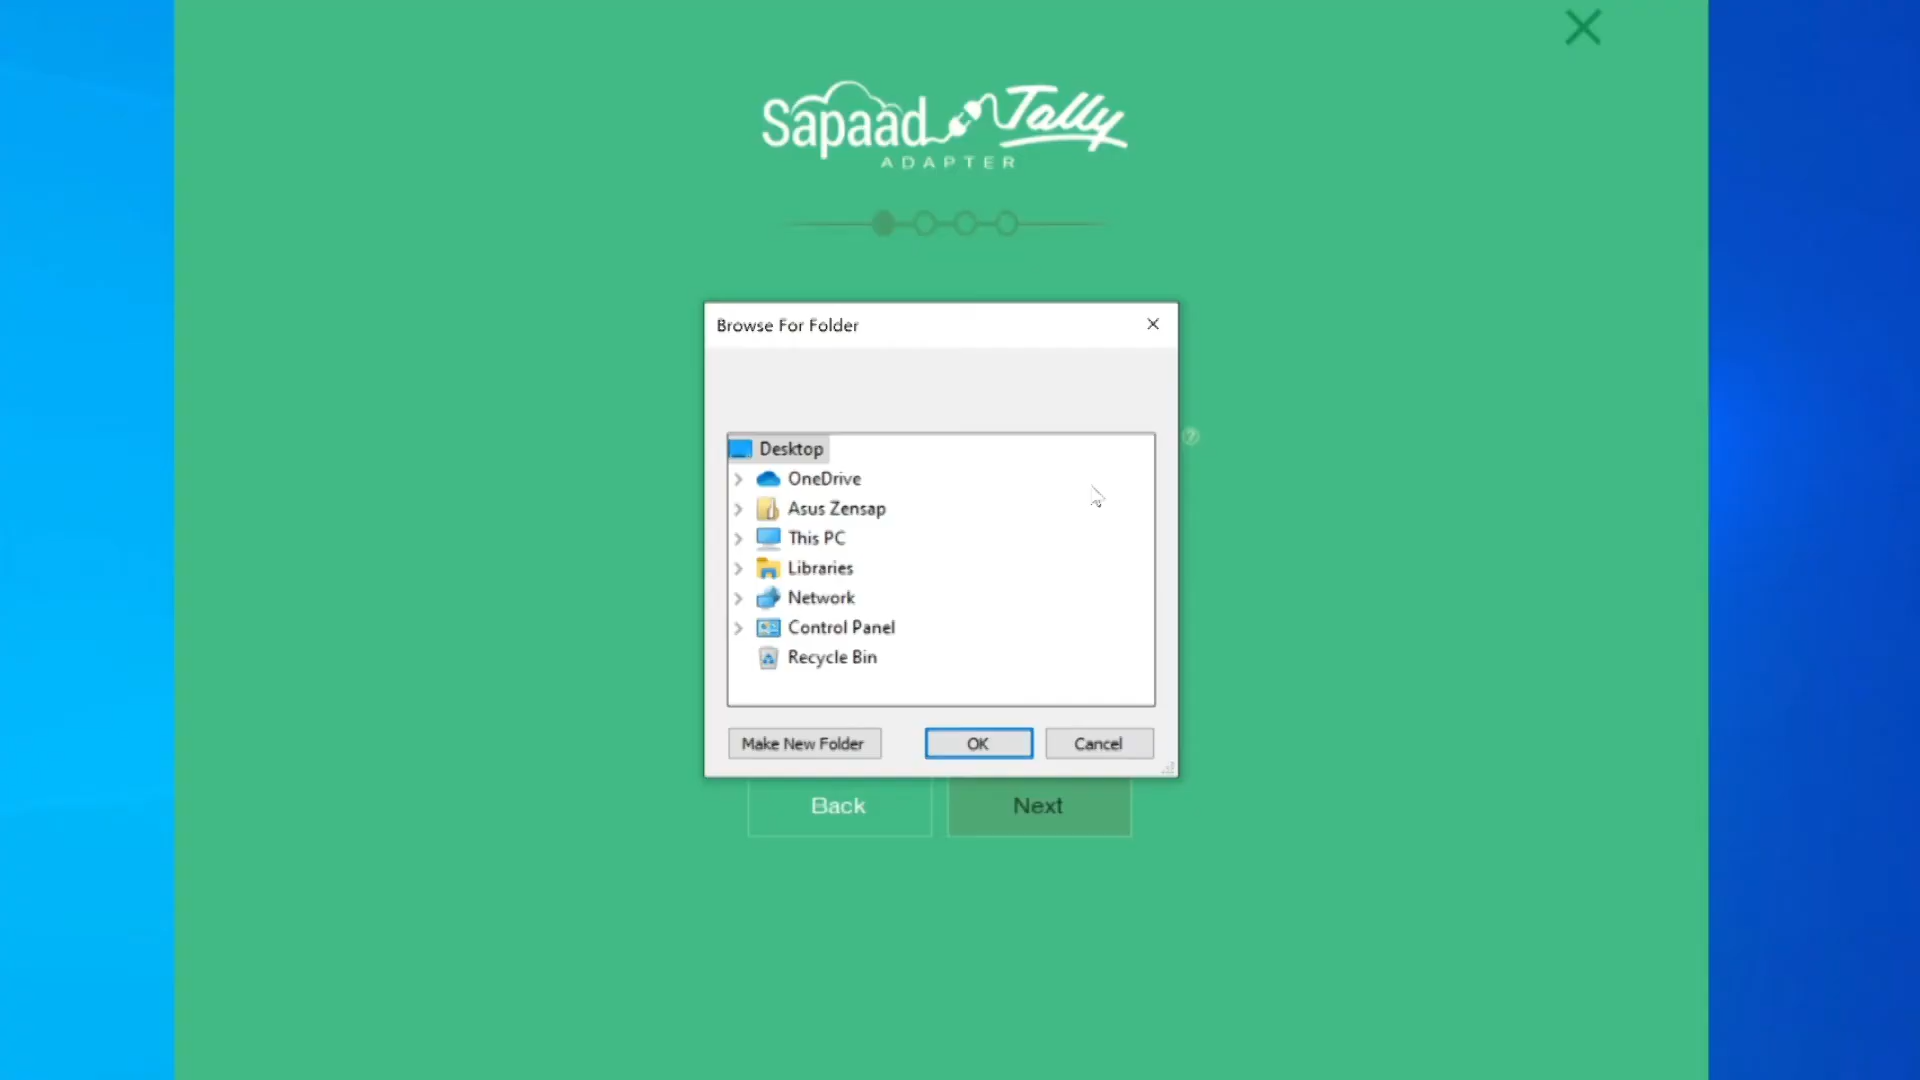 Sapaad Tally
ADAPTER
Browse For Folder
Desktop
OneDrive
Asus Zensap
This PC
Libraries
Network
Control Panel
Recycle Bin
Make New Folder
OK
Cancel
Back
Next